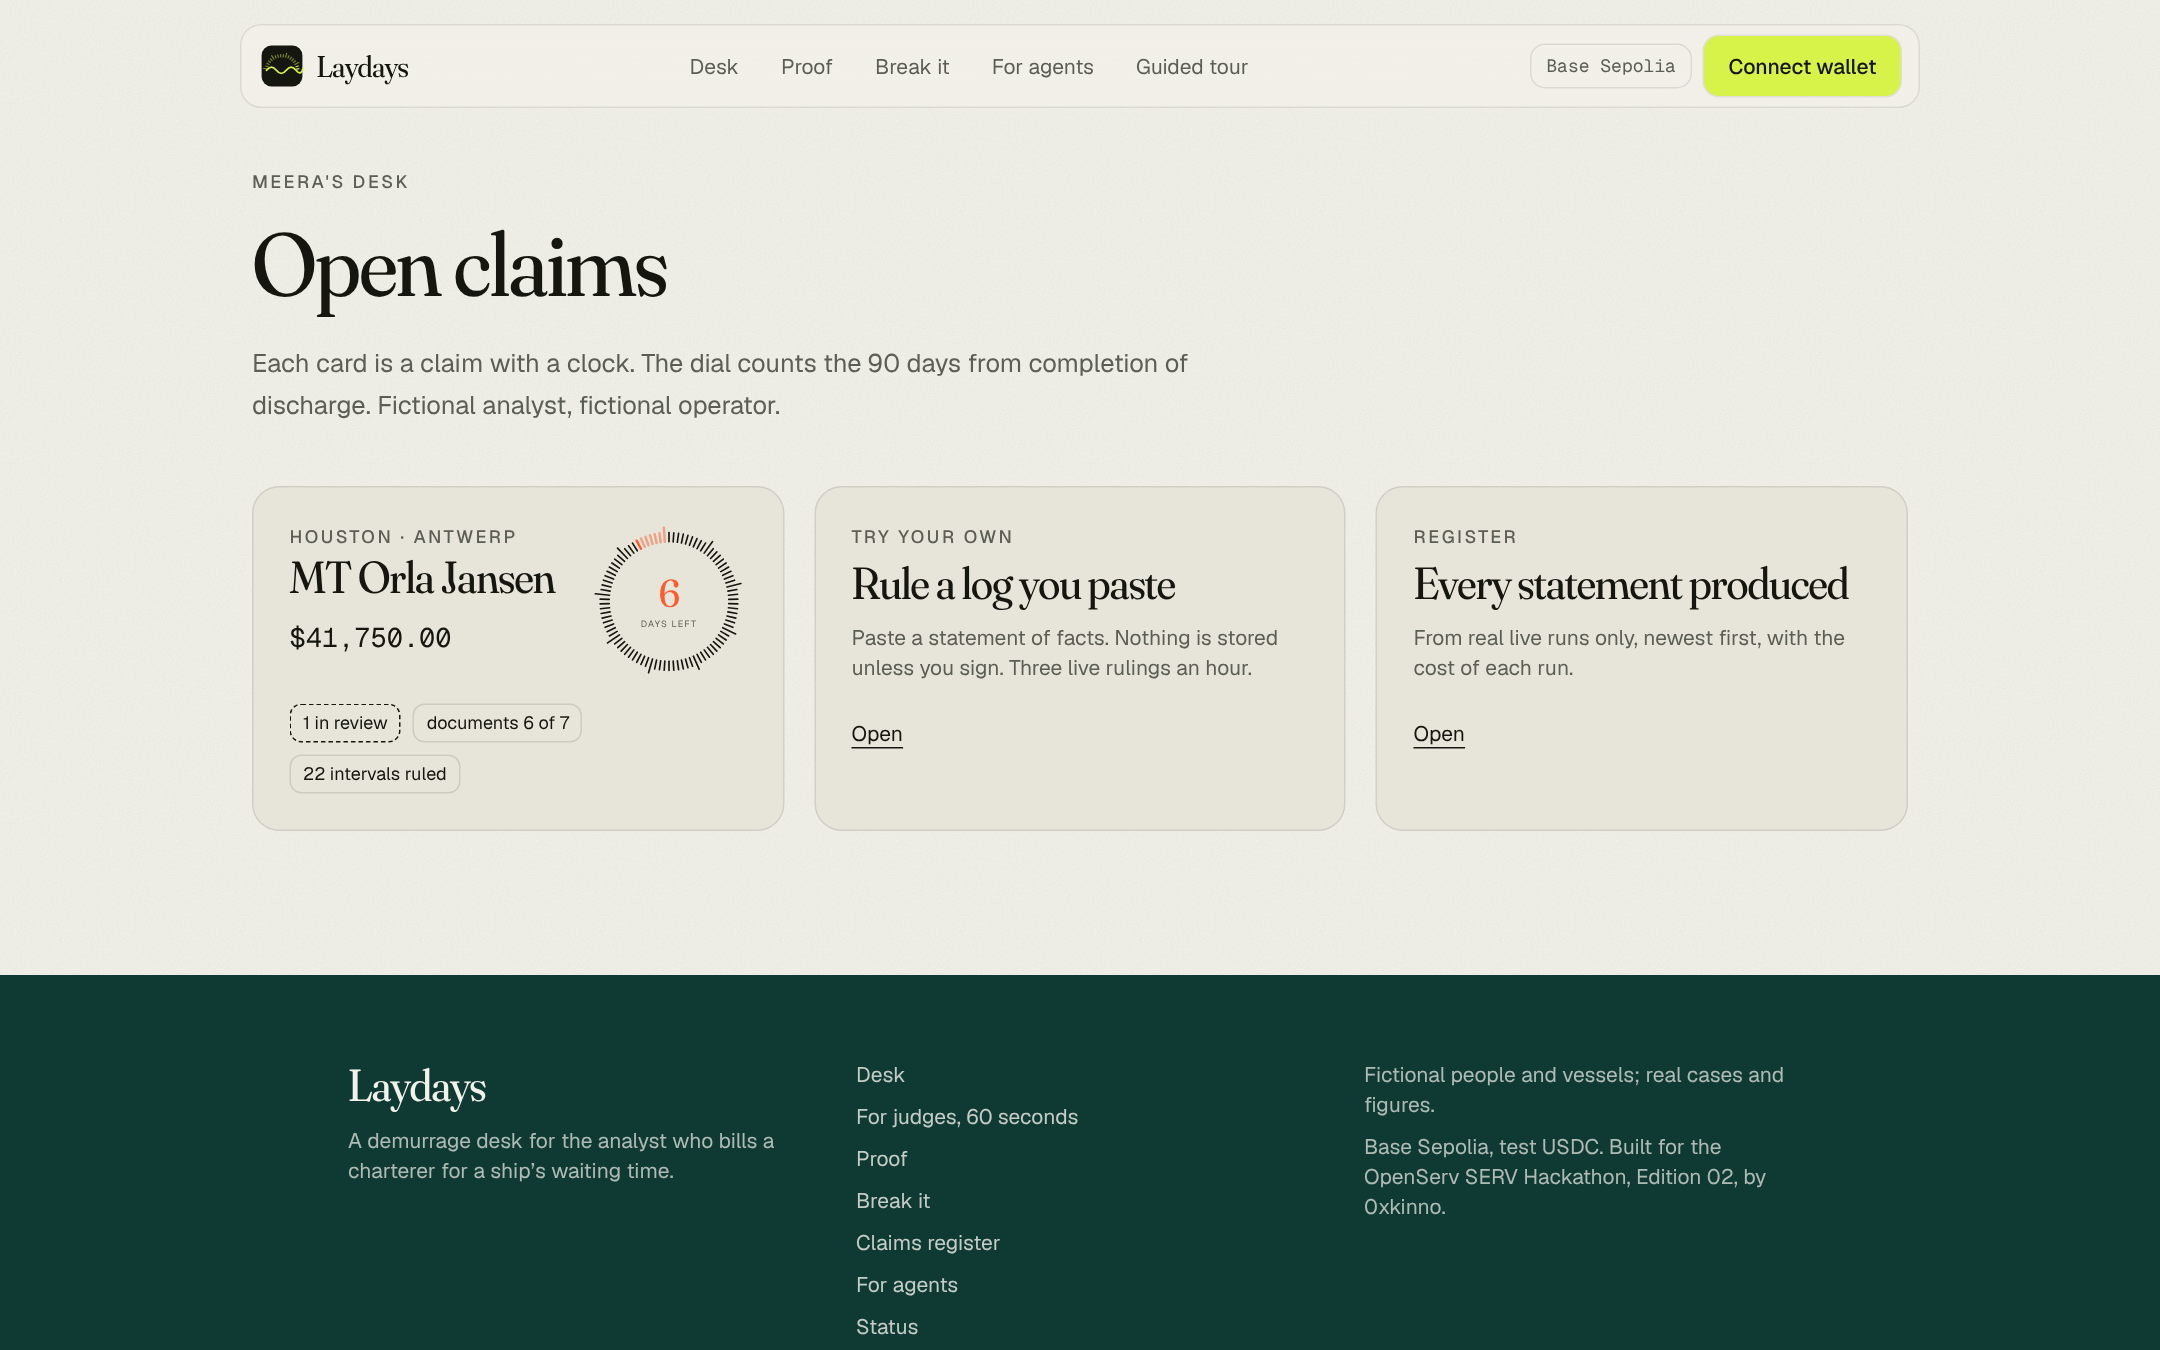 Laydays
Desk
Proof
Break it
For agents
Guided tour
Base Sepolia
Connect wallet
MEERA'S DESK
Open claims
Each card is a claim with a clock. The dial counts the 90 days from completion of
discharge. Fictional analyst, fictional operator.
HOUSTON · ANTWERP
MT Orla Jansen
$41,750.00
6
DAYS LEFT
1 in review
documents 6 of 7
22 intervals ruled
TRY YOUR OWN
Rule a log you paste
Paste a statement of facts. Nothing is stored
unless you sign. Three live rulings an hour.
Open
REGISTER
Every statement produced
From real live runs only, newest first, with the
cost of each run.
Open
Laydays
A demurrage desk for the analyst who bills a
charterer for a ship’s waiting time.
Desk
For judges, 60 seconds
Proof
Break it
Claims register
For agents
Status
Fictional people and vessels; real cases and
figures.
Base Sepolia, test USDC. Built for the
OpenServ SERV Hackathon, Edition 02, by
0xkinno.